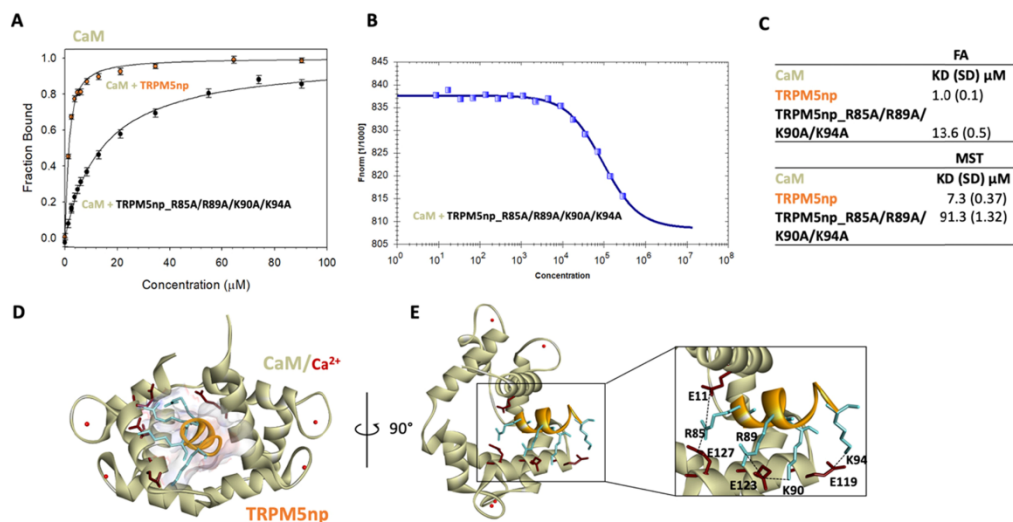 A
CaM
1.0
0.8
0.6
0.4
0.2
0.0
Fraction Bound
CaM + TRPM5np
CaM + TRPM5np_R85A/R89A/K90A/K94A
0 20 40 60 80 100
Concentration (µM)
B
845
840
835
830
825
820
815
810
805
Fnorm [1/1000]
CaM + TRPM5np_R85A/R89A/K90A/K94A
10⁰ 10¹ 10² 10³ 10⁴ 10⁵ 10⁶ 10⁷ 10⁸
Concentration
C
FA
CaM KD (SD) µM
TRPM5np 1.0 (0.1)
TRPM5np_R85A/R89A/
K90A/K94A 13.6 (0.5)
MST
CaM KD (SD) µM
TRPM5np 7.3 (0.37)
TRPM5np_R85A/R89A/ 91.3 (1.32)
K90A/K94A
D
CaM/Ca²⁺
TRPM5np
90°
E
E11
R85
R89
E127
K94
E123
K90
E119